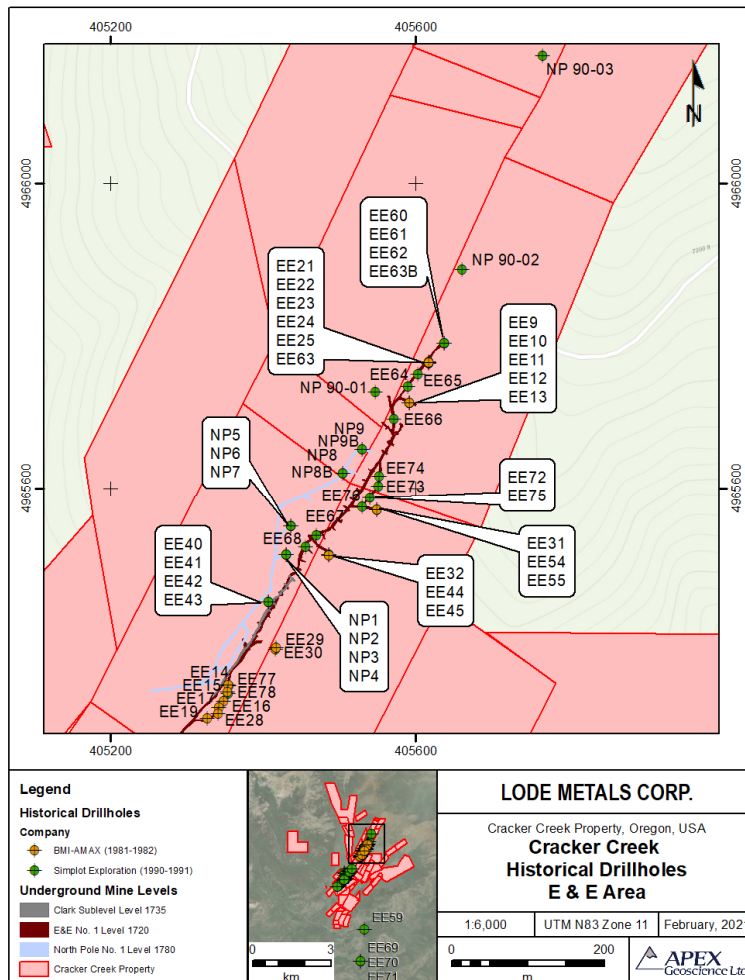 405200
405600
NP 90-03
N
4966000
4966000
7200 ft
EE60
EE61
EE62
EE63B
NP 90-02
EE21
EE22
EE23
EE24
EE25
EE63
EE9
EE10
EE11
EE12
EE13
EE64
EE65
NP 90-01
EE66
NP9
NP9B
NP8
NP8B
NP5
NP6
NP7
EE74
EE73
EE76
EE72
EE75
4965600
4965600
EE67
EE68
EE31
EE54
EE55
EE40
EE41
EE42
EE43
EE32
EE44
EE45
NP1
NP2
NP3
NP4
EE29
EE30
EE14
EE15
EE77
EE78
EE17
EE16
EE19
EE28
405200
405600
Legend
Historical Drillholes
Company
BMI-AMAX (1981-1982)
Simplot Exploration (1990-1991)
Underground Mine Levels
Clark Sublevel Level 1735
E&E No. 1 Level 1720
North Pole No. 1 Level 1780
Cracker Creek Property
EE59
EE69
EE70
EE71
0 3
km
LODE METALS CORP.
Cracker Creek Property, Oregon, USA
Cracker Creek
Historical Drillholes
E & E Area
1:6,000
UTM N83 Zone 11
February, 2021
0 200
m
APEX
Geoscience Ltd.